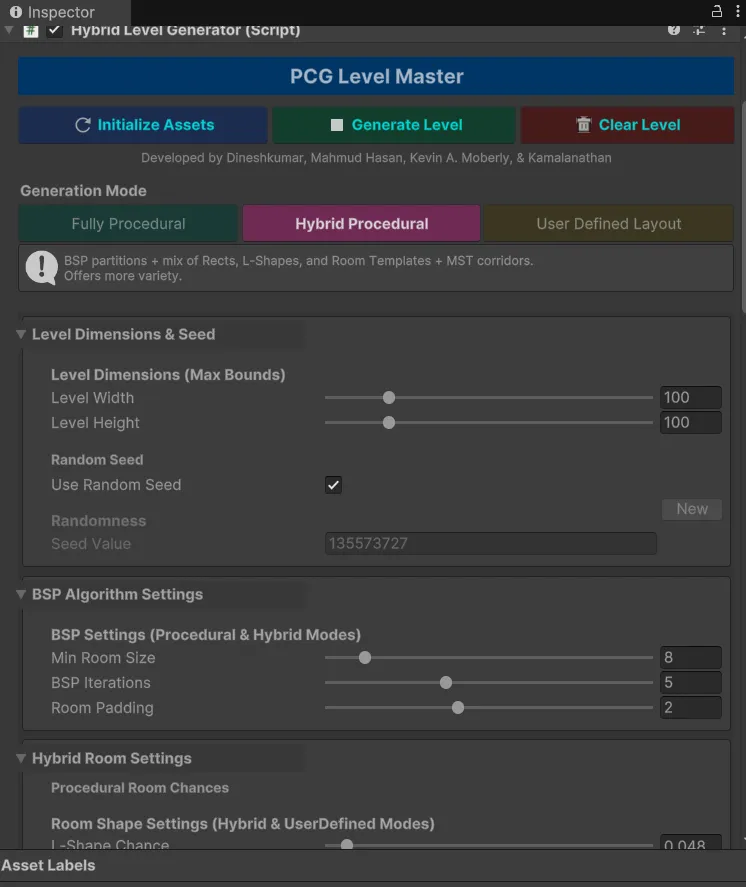 Inspector
Hybrid Level Generator (Script)
PCG Level Master
Initialize Assets
Generate Level
Clear Level
Developed by Dineshkumar, Mahmud Hasan, Kevin A. Moberly, & Kamalanathan
Generation Mode
Fully Procedural
Hybrid Procedural
User Defined Layout
BSP partitions + mix of Rects, L-Shapes, and Room Templates + MST corridors.
Offers more variety.
Level Dimensions & Seed
Level Dimensions (Max Bounds)
Level Width 100
Level Height 100
Random Seed
Use Random Seed
New
Randomness
Seed Value 135573727
BSP Algorithm Settings
BSP Settings (Procedural & Hybrid Modes)
Min Room Size 8
BSP Iterations 5
Room Padding 2
Hybrid Room Settings
Procedural Room Chances
Room Shape Settings (Hybrid & UserDefined Modes)
L-Shape Chance 0.048
Asset Labels